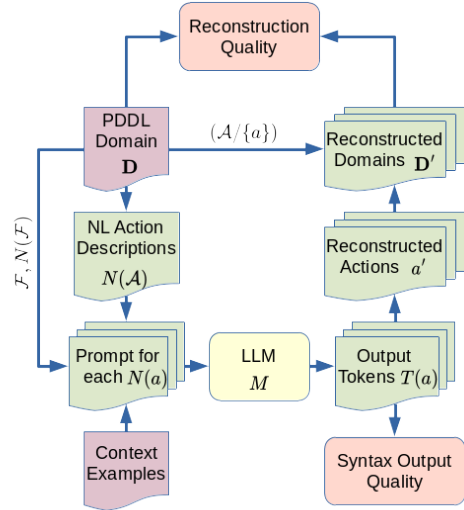 Reconstruction
Quality
PDDL
Domain
D
(𝒜/{a})
Reconstructed
Domains D′
ℱ, N(ℱ)
NL Action
Descriptions
N(𝒜)
Reconstructed
Actions a′
Prompt for
each N(a)
LLM
M
Output
Tokens T(a)
Context
Examples
Syntax Output
Quality